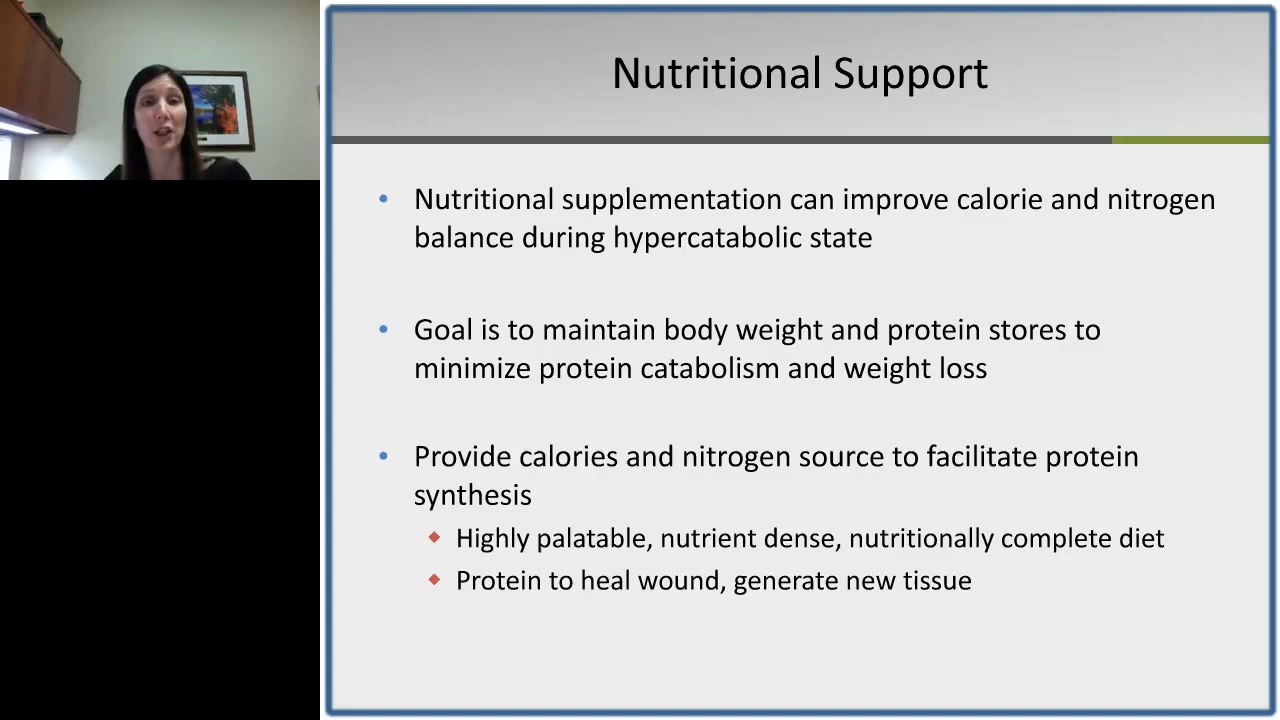 Nutritional Support
• Nutritional supplementation can improve calorie and nitrogen
balance during hypercatabolic state
• Goal is to maintain body weight and protein stores to
minimize protein catabolism and weight loss
• Provide calories and nitrogen source to facilitate protein
synthesis
◆ Highly palatable, nutrient dense, nutritionally complete diet
◆ Protein to heal wound, generate new tissue